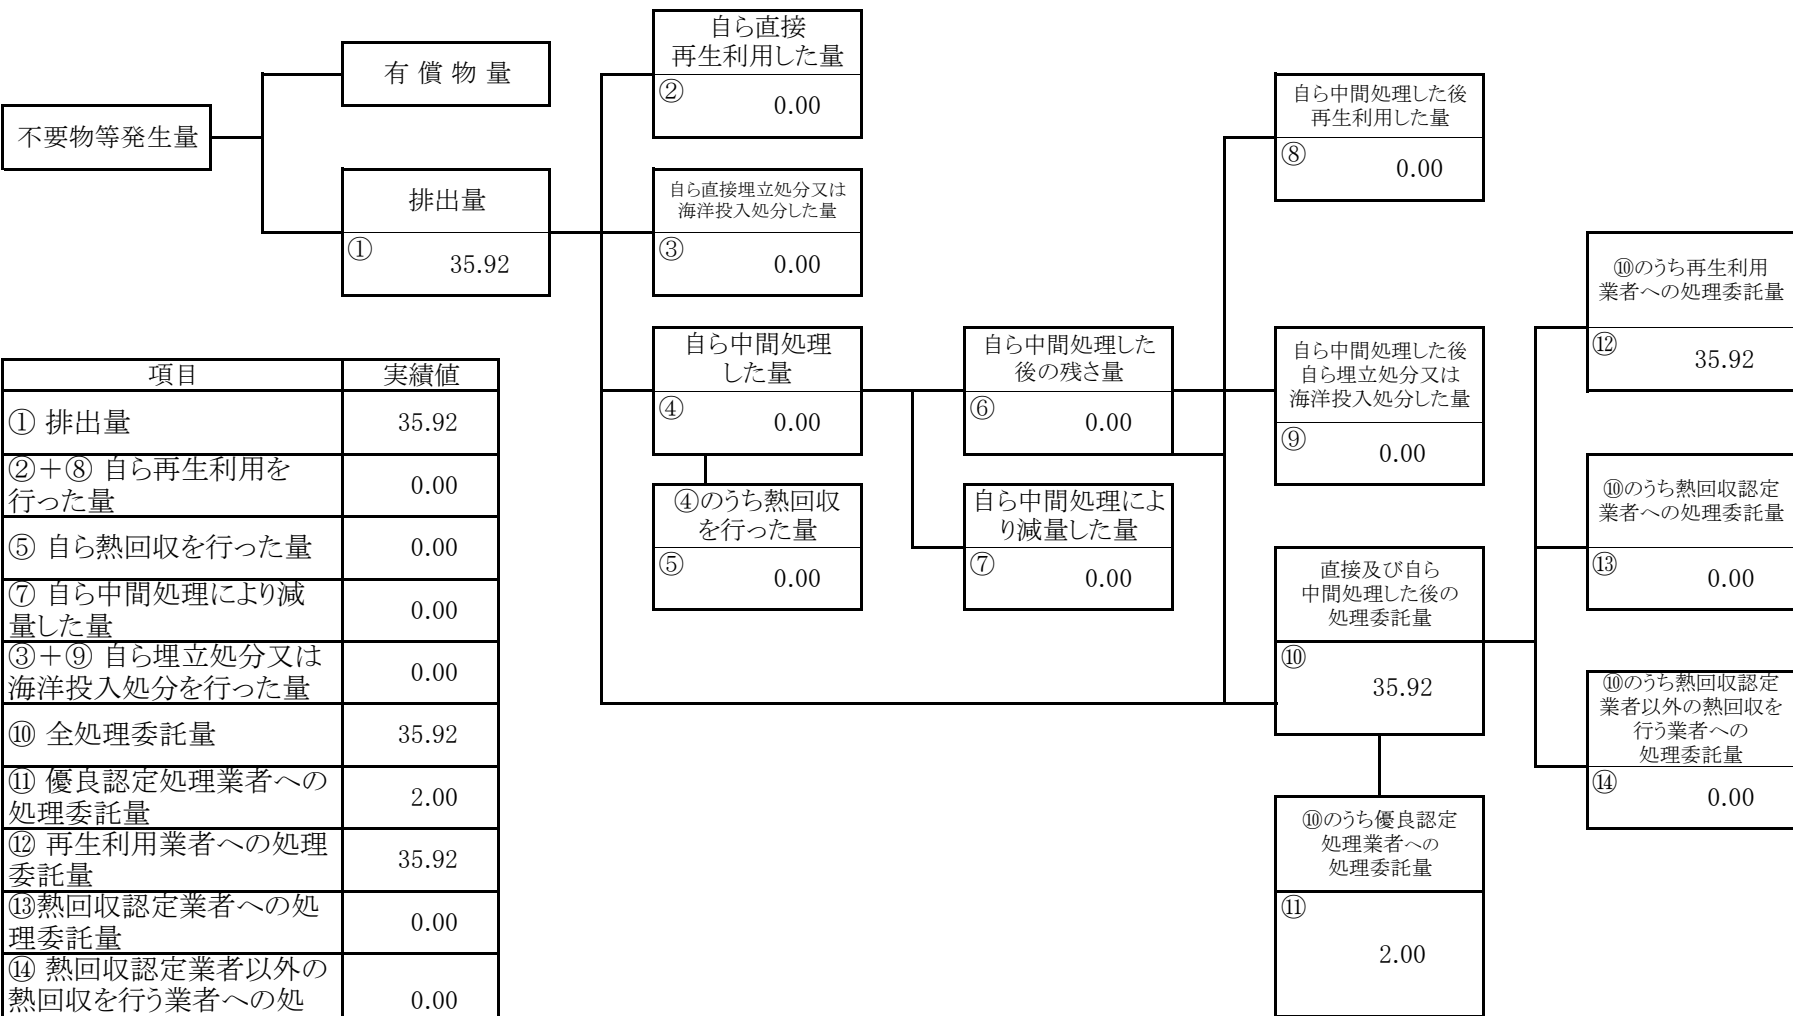 不要物等発生量
有 償 物 量
排出量
①
35.92
自ら直接
再生利用した量
②
0.00
自ら直接埋立処分又は
海洋投入処分した量
③
0.00
自ら中間処理
した量
④
0.00
④のうち熱回収
を行った量
⑤
0.00
自ら中間処理した
後の残さ量
⑥
0.00
自ら中間処理によ
り減量した量
⑦
0.00
自ら中間処理した後
再生利用した量
⑧
0.00
自ら中間処理した後
自ら埋立処分又は
海洋投入処分した量
⑨
0.00
直接及び自ら
中間処理した後の
処理委託量
⑩
35.92
⑩のうち優良認定
処理業者への
処理委託量
⑪
2.00
⑩のうち再生利用
業者への処理委託量
⑫
35.92
⑩のうち熱回収認定
業者への処理委託量
⑬
0.00
⑩のうち熱回収認定
業者以外の熱回収を
行う業者への
処理委託量
⑭
0.00
項目 実績値
① 排出量 35.92
②+⑧ 自ら再生利用を
行った量 0.00
⑤ 自ら熱回収を行った量 0.00
⑦ 自ら中間処理により減
量した量 0.00
③+⑨ 自ら埋立処分又は
海洋投入処分を行った量 0.00
⑩ 全処理委託量 35.92
⑪ 優良認定処理業者への
処理委託量 2.00
⑫ 再生利用業者への処理
委託量 35.92
⑬熱回収認定業者への処
理委託量 0.00
⑭ 熱回収認定業者以外の
熱回収を行う業者への処 0.00